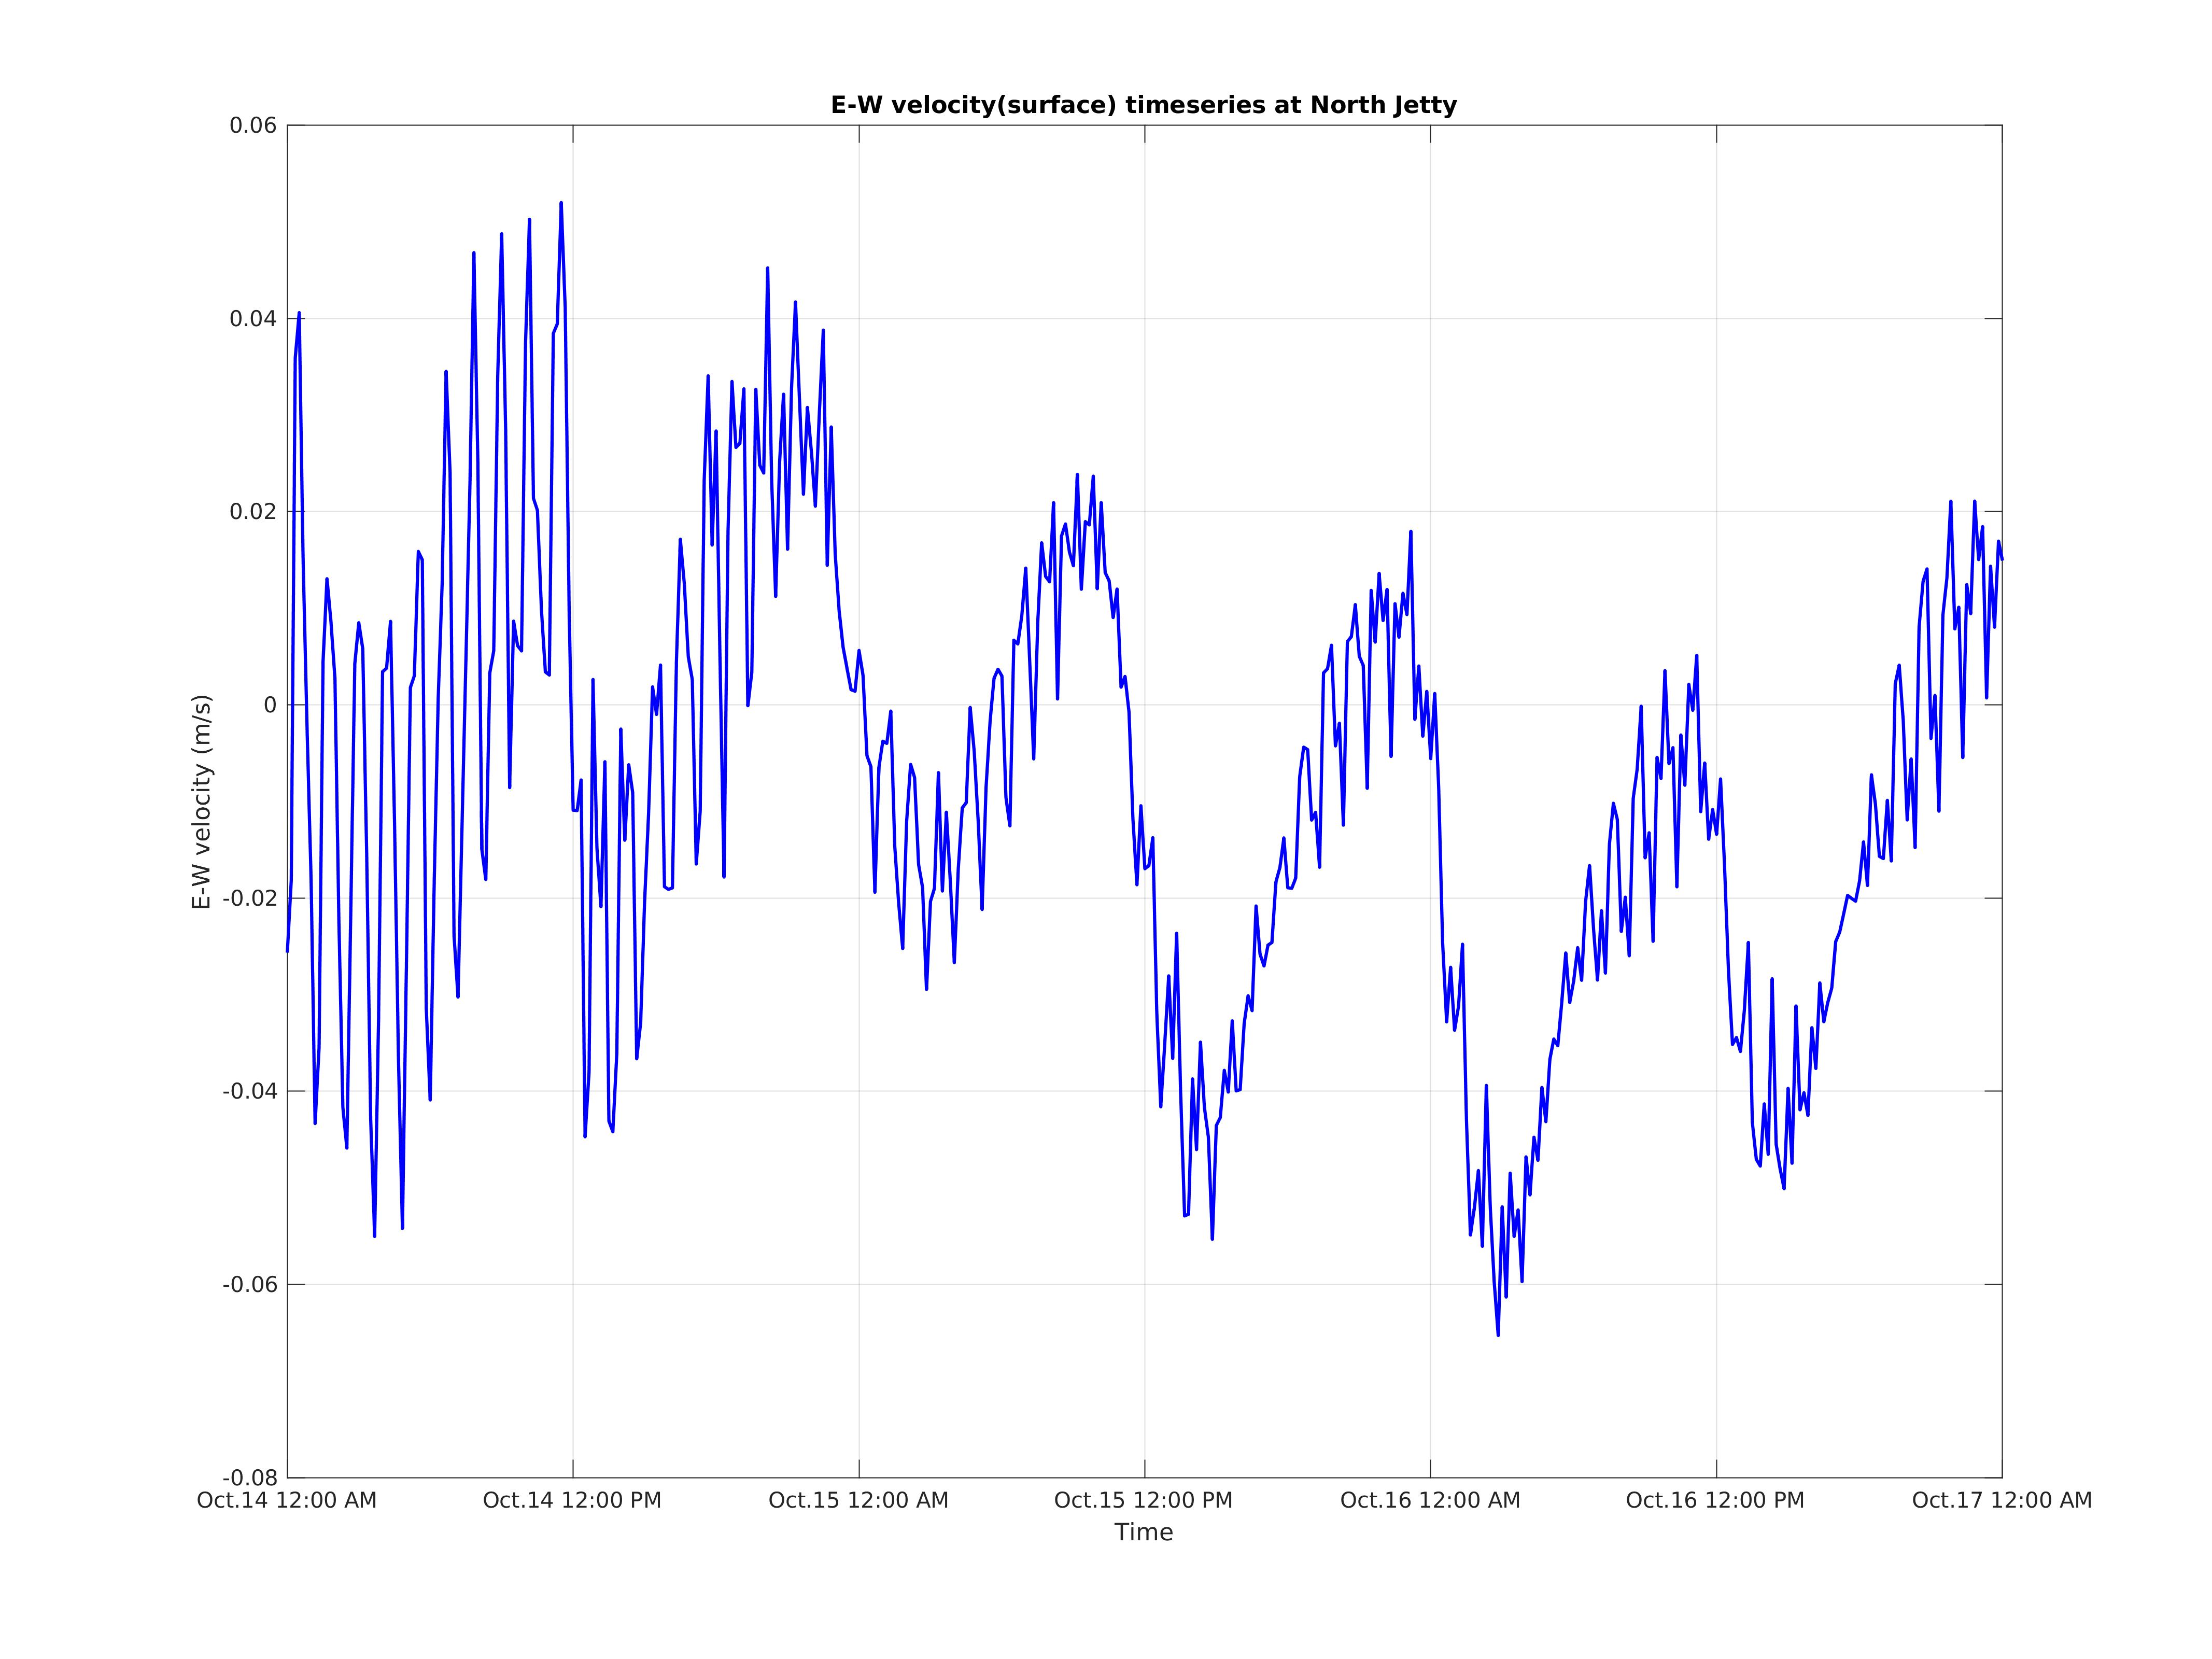 E-W velocity(surface) timeseries at North Jetty
0.06
0.04
0.02
0
-0.02
-0.04
-0.06
-0.08
E-W velocity (m/s)
Oct.14 12:00 AM
Oct.14 12:00 PM
Oct.15 12:00 AM
Oct.15 12:00 PM
Oct.16 12:00 AM
Oct.16 12:00 PM
Oct.17 12:00 AM
Time